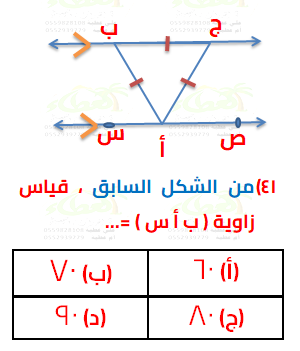 ب ج
س أ ص
٤١)من الشكل السابق ، قياس
زاوية ( ب أ س ) =...
(أ) ٦٠ (ب) ٧٠
(ج) ٨٠ (د) ٩٠